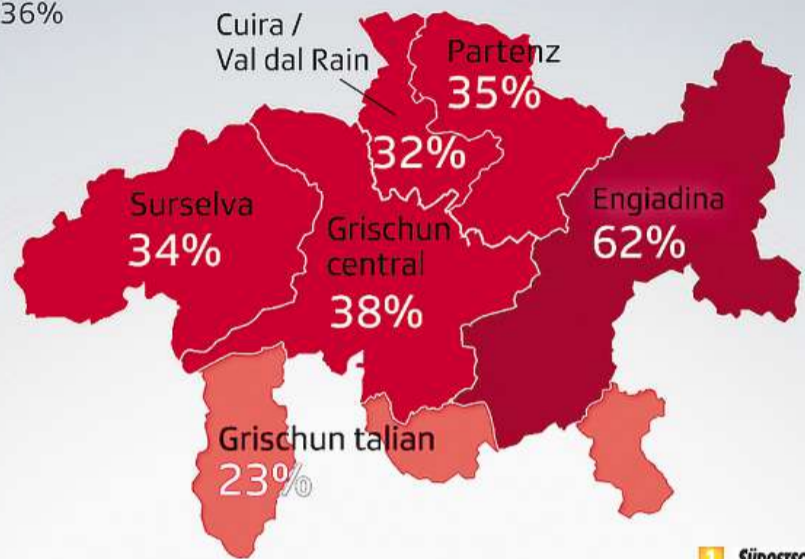 36%
Cuira /
Val dal Rain
32%
Partenz
35%
Surselva
34%
Grischun
central
38%
Engiadina
62%
Grischun talian
23%